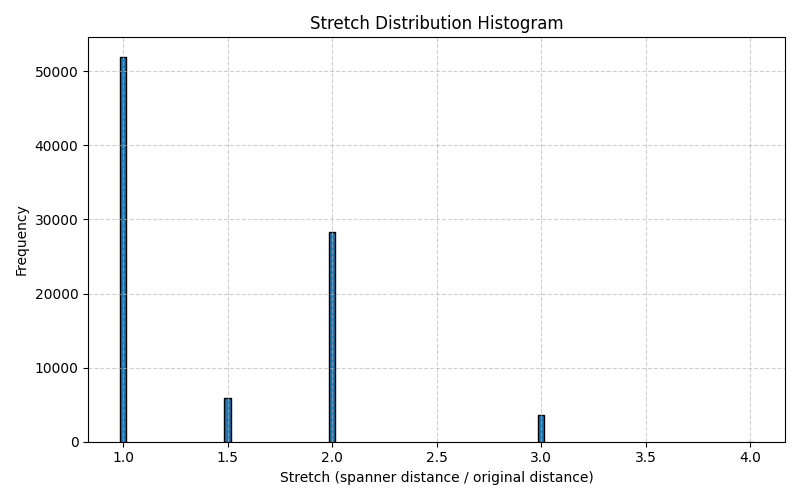 Stretch Distribution Histogram
Frequency
50000
40000
30000
20000
10000
0
1.0 1.5 2.0 2.5 3.0 3.5 4.0
Stretch (spanner distance / original distance)